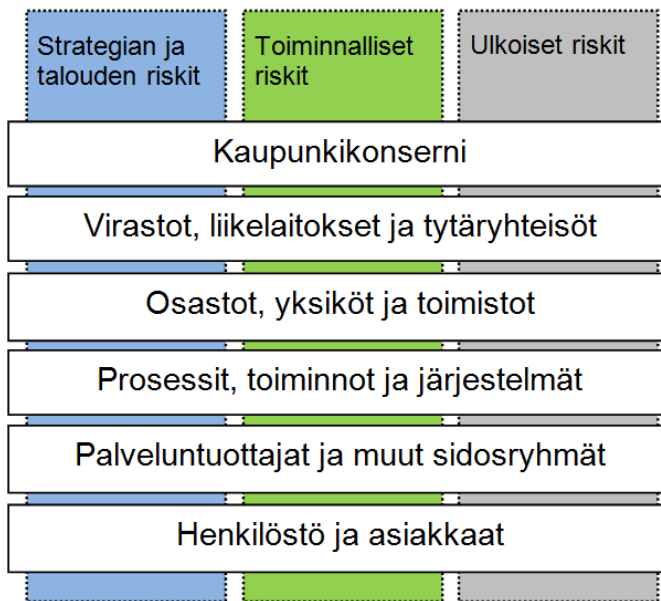 Strategian ja
talouden riskit
Toiminnalliset
riskit
Ulkoiset riskit
Kaupunkikonserni
Virastot, liikelaitokset ja tytäryhteisöt
Osastot, yksiköt ja toimistot
Prosessit, toiminnot ja järjestelmät
Palveluntuottajat ja muut sidosryhmät
Henkilöstö ja asiakkaat